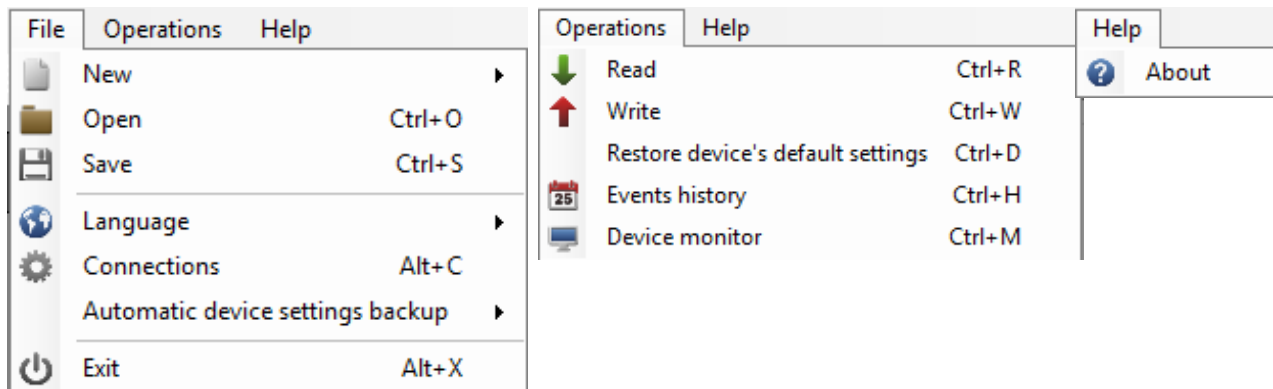 File Operations Help
New
Open Ctrl+O
Save Ctrl+S
Language
Connections Alt+C
Automatic device settings backup
Exit Alt+X
Operations Help
Read Ctrl+R
Write Ctrl+W
Restore device's default settings Ctrl+D
25 Events history Ctrl+H
Device monitor Ctrl+M
Help
? About